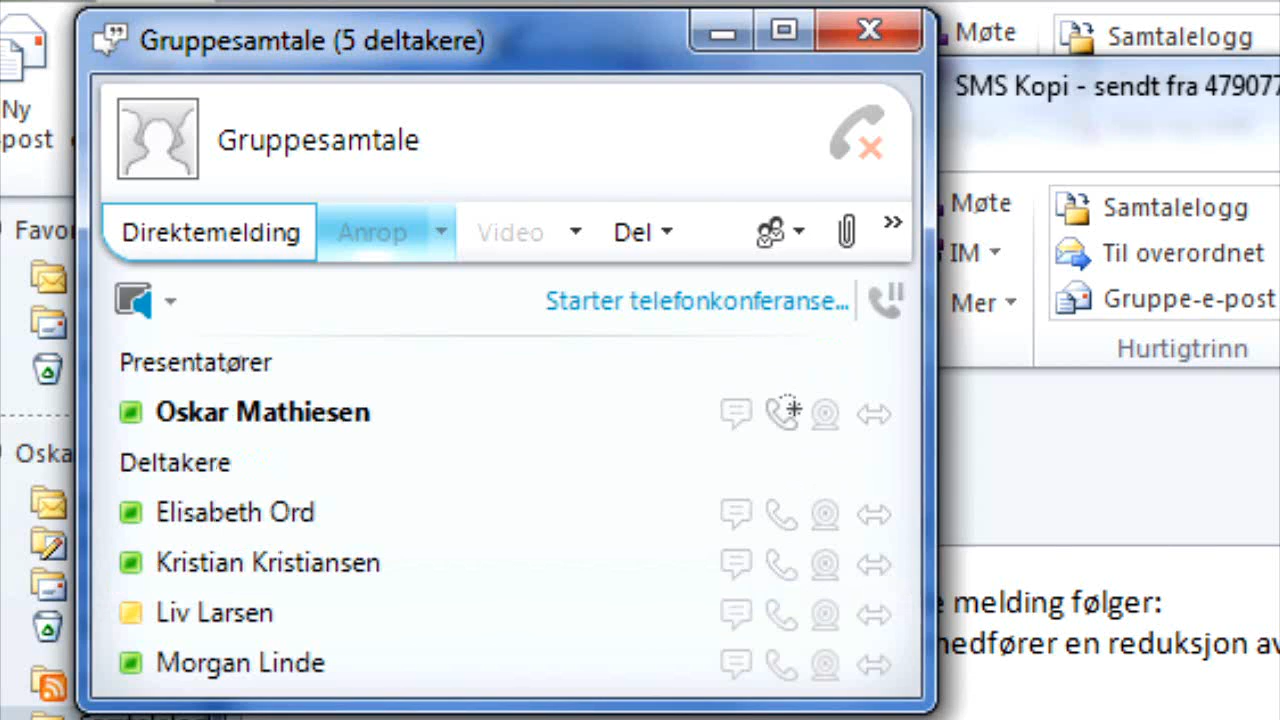 Gruppesamtale (5 deltakere)
Gruppesamtale
Direktemelding Anrop Video Del
Starter telefonkonferanse...
Presentatører
Oskar Mathiesen
Deltakere
Elisabeth Ord
Kristian Kristiansen
Liv Larsen
Morgan Linde
Ny
post
Favor
Oska
Møte Samtalelogg
SMS Kopi - sendt fra 479077
Møte Samtalelogg
IM Til overordnet
Mer Gruppe-e-post
Hurtigtrinn
melding følger:
nedfører en reduksjon av